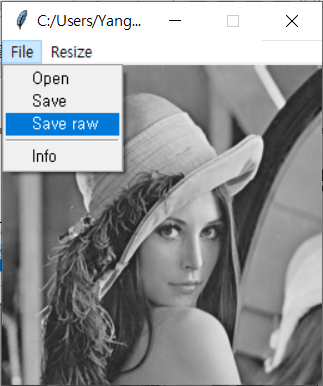 C:/Users/Yang...
File Resize
Open
Save
Save raw
Info